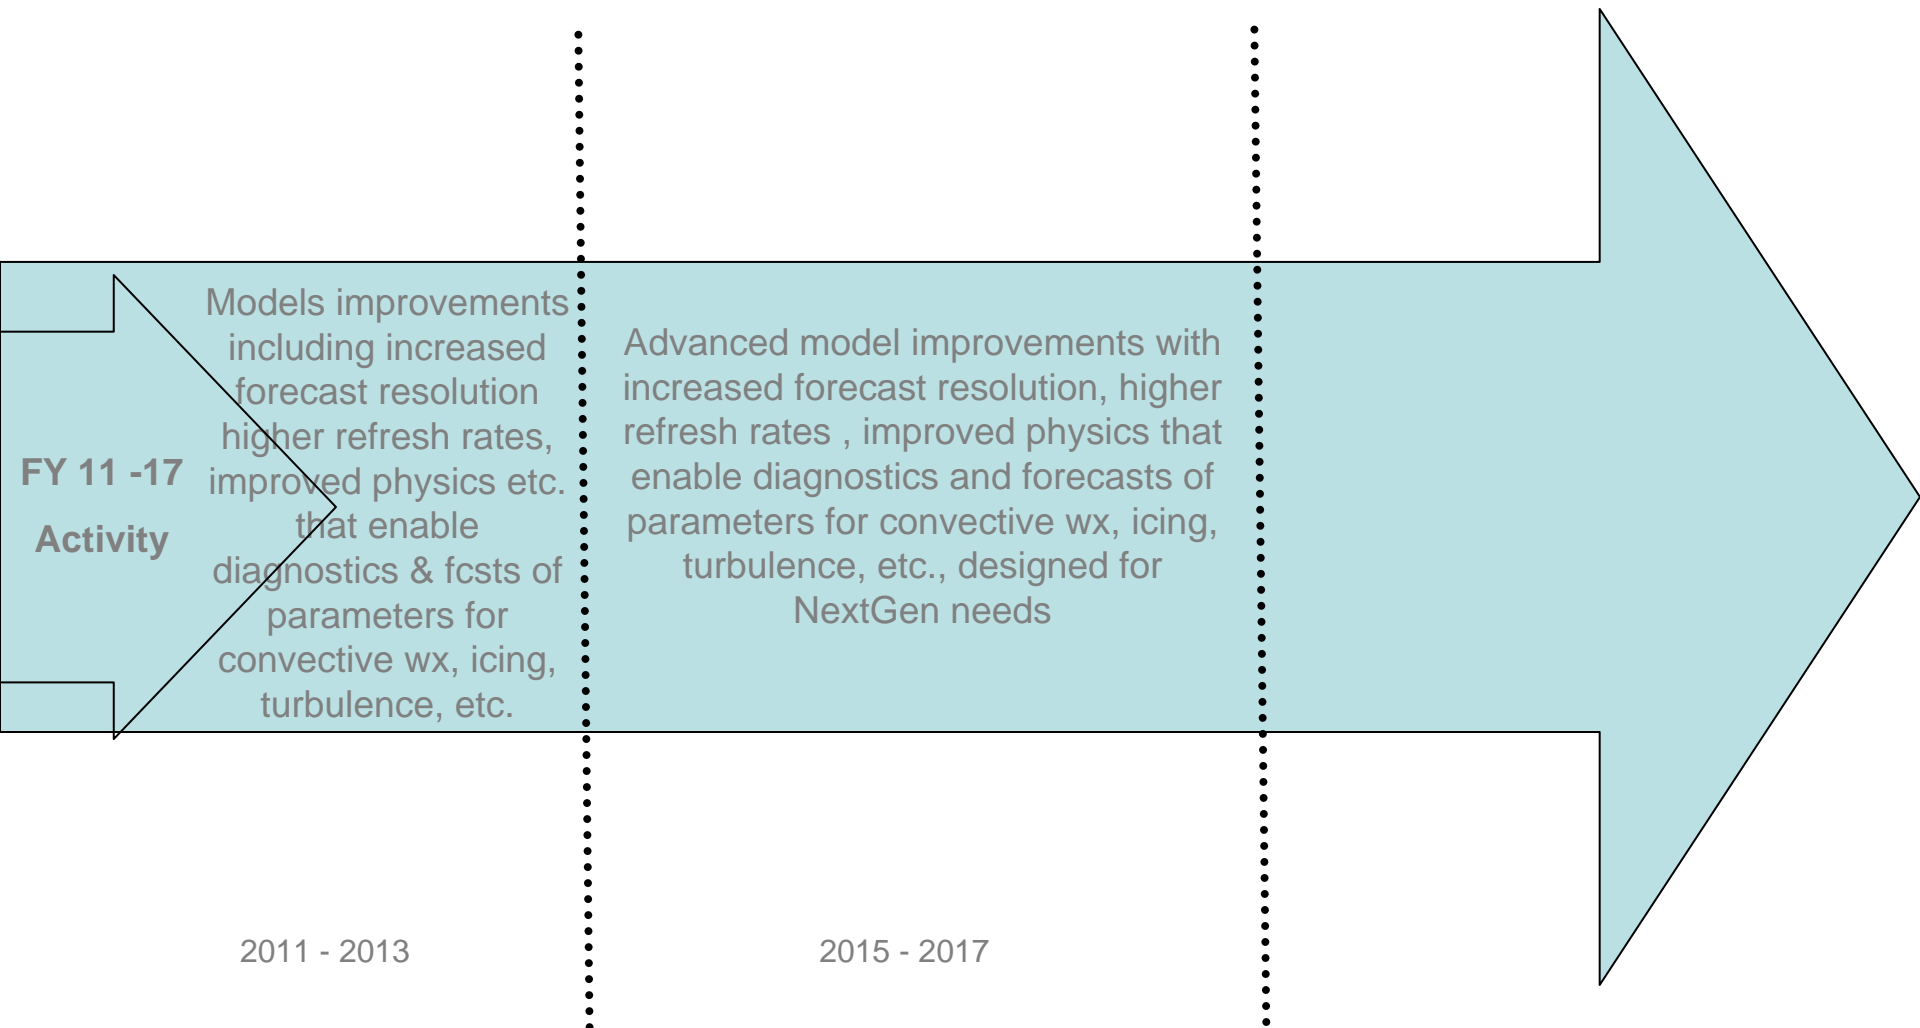 FY 11 -17
Activity
Models improvements
including increased
forecast resolution
higher refresh rates,
improved physics etc.
that enable
diagnostics & fcsts of
parameters for
convective wx, icing,
turbulence, etc.
Advanced model improvements with
increased forecast resolution, higher
refresh rates , improved physics that
enable diagnostics and forecasts of
parameters for convective wx, icing,
turbulence, etc., designed for
NextGen needs
2011 - 2013
2015 - 2017